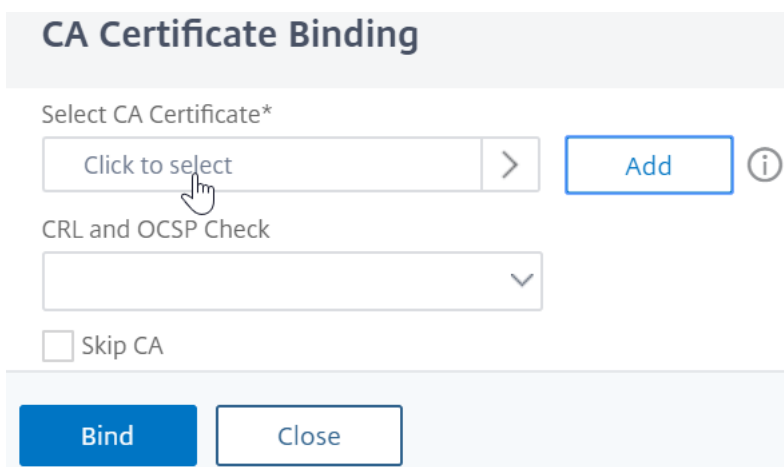 CA Certificate Binding
Select CA Certificate*
Click to select
Add
CRL and OCSP Check
Skip CA
Bind
Close